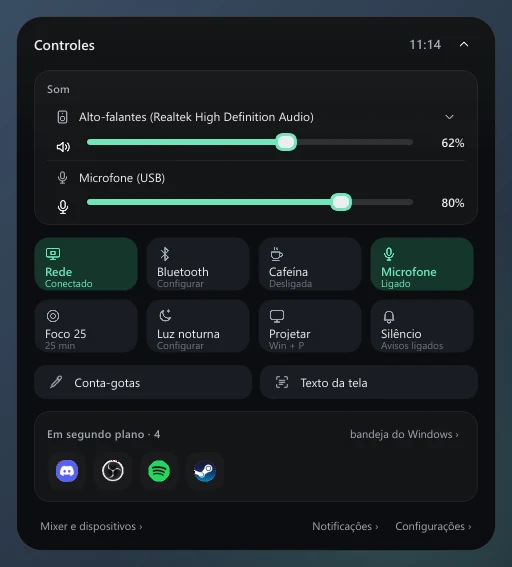 Controles 11:14
Som
Alto-falantes (Realtek High Definition Audio)
62%
Microfone (USB)
80%
Rede Bluetooth Cafeína Microfone
Conectado Configurar Desligada Ligado
Foco 25 Luz noturna Projetar Silêncio
25 min Configurar Win + P Avisos ligados
Conta-gotas Texto da tela
Em segundo plano · 4 bandeja do Windows ›
Mixer e dispositivos › Notificações › Configurações ›